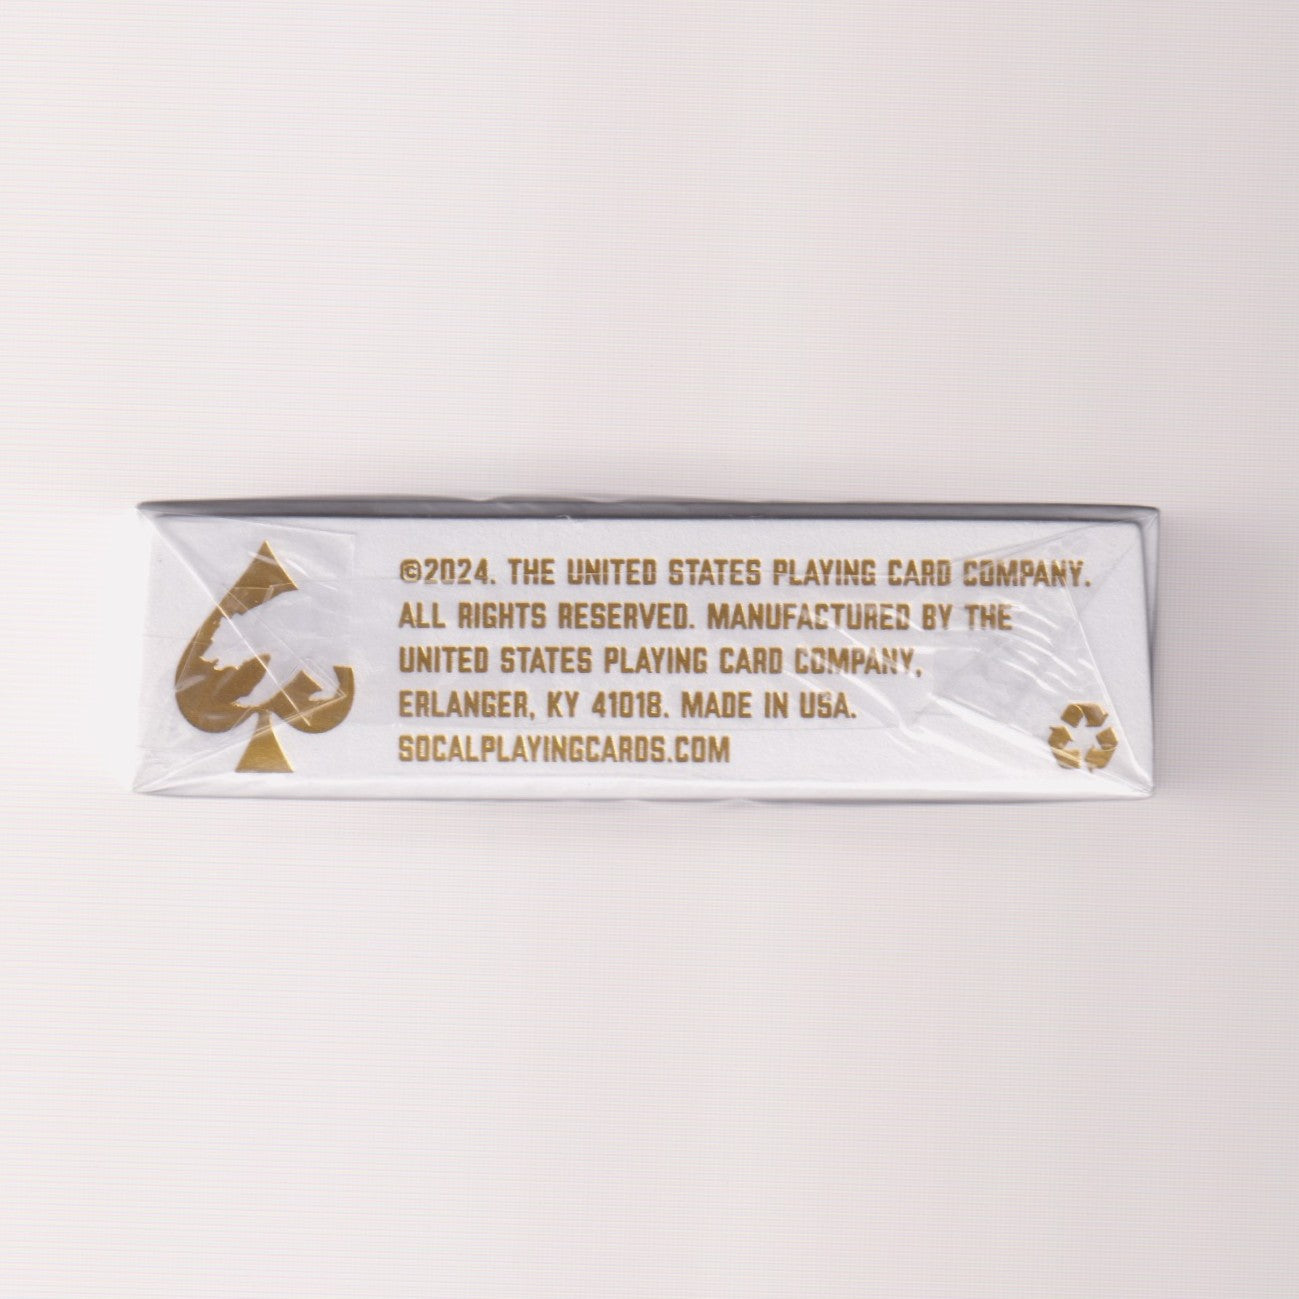 ©2024. THE UNITED STATES PLAYING CARD COMPANY.
ALL RIGHTS RESERVED. MANUFACTURED BY THE
UNITED STATES PLAYING CARD COMPANY,
ERLANGER, KY 41018. MADE IN USA.
SOCALPLAYINGCARDS.COM